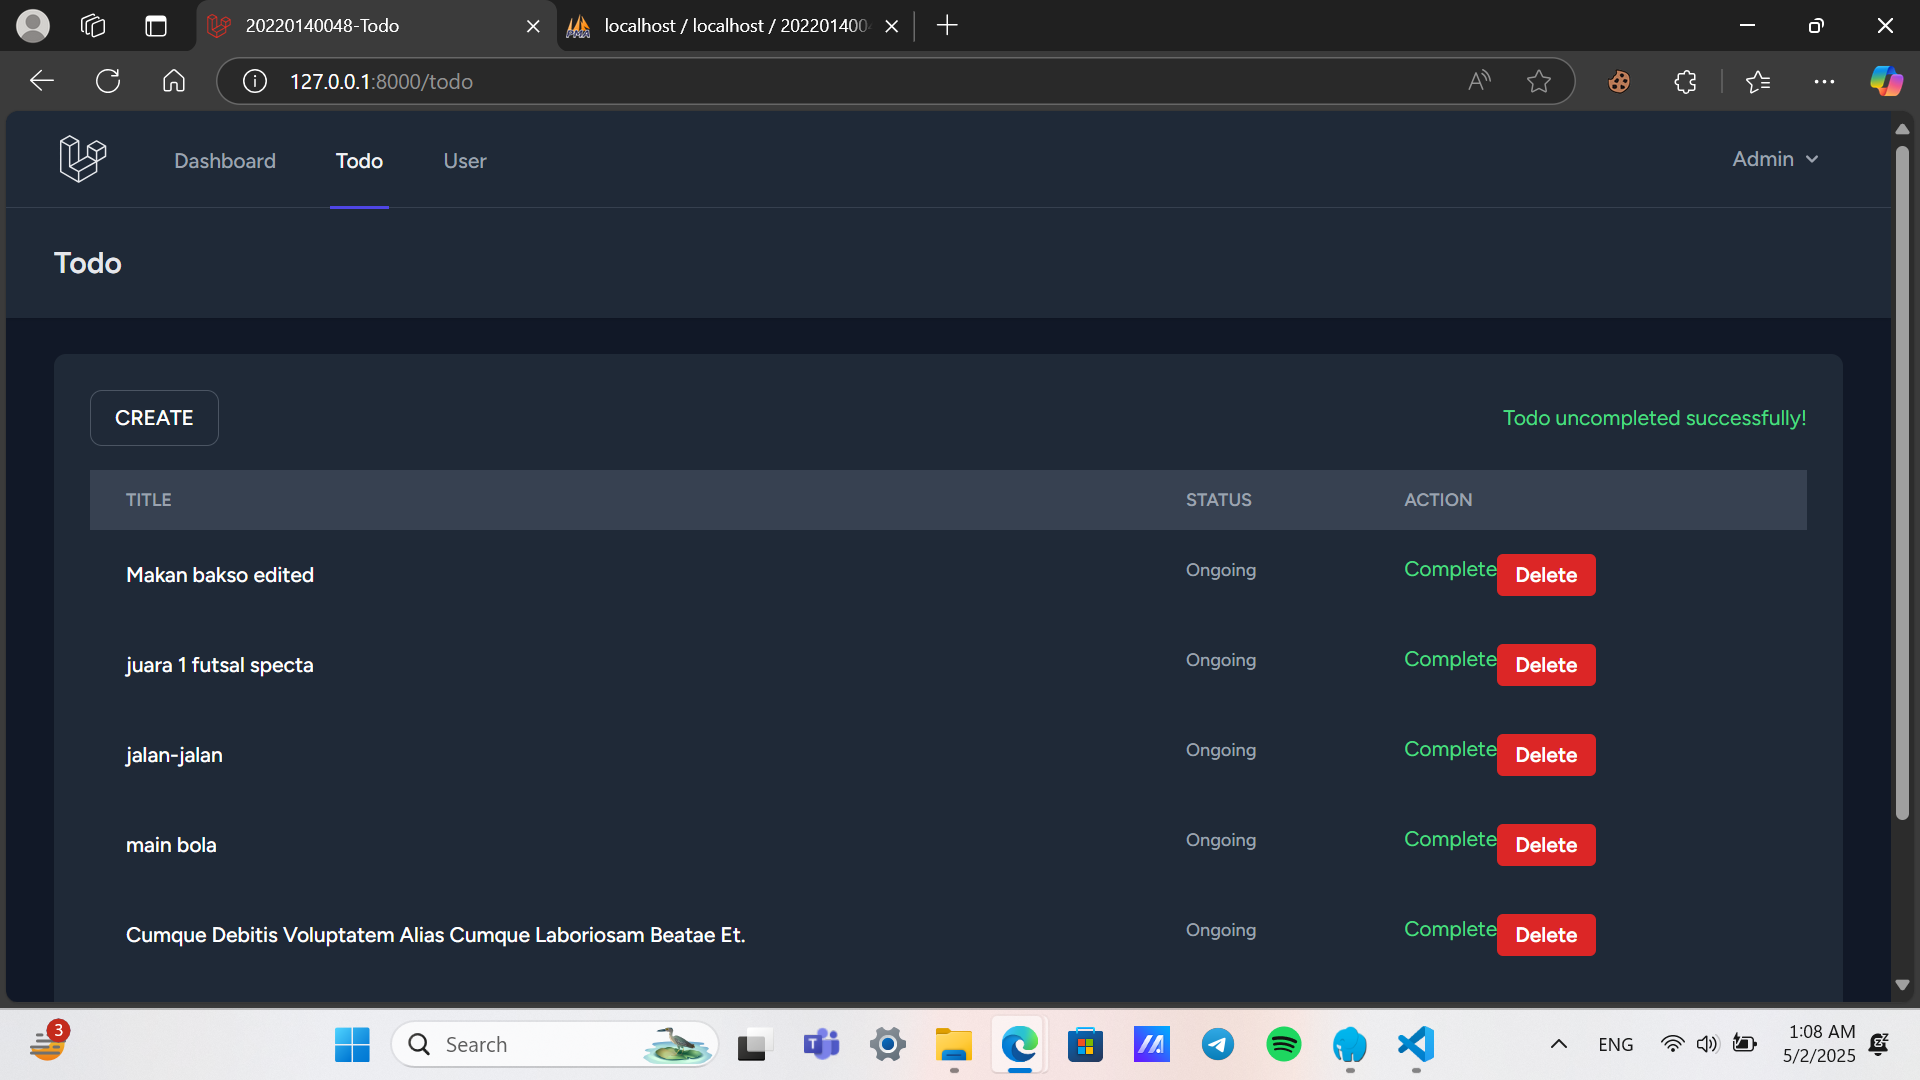 20220140048-Todo
localhost / localhost / 202201400
127.0.0.1:8000/todo
Dashboard
Todo
User
Admin
Todo
CREATE
Todo uncompleted successfully!
TITLE
STATUS
ACTION
Makan bakso edited
Ongoing
Complete
Delete
juara 1 futsal specta
Ongoing
Complete
Delete
jalan-jalan
Ongoing
Complete
Delete
main bola
Ongoing
Complete
Delete
Cumque Debitis Voluptatem Alias Cumque Laboriosam Beatae Et.
Ongoing
Complete
Delete
3
Search
ENG
1:08 AM
5/2/2025